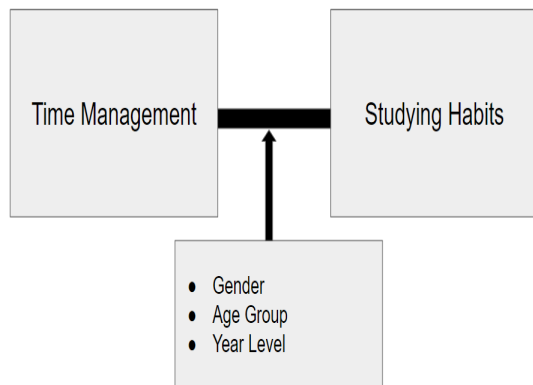 Time Management
Studying Habits
● Gender
● Age Group
● Year Level